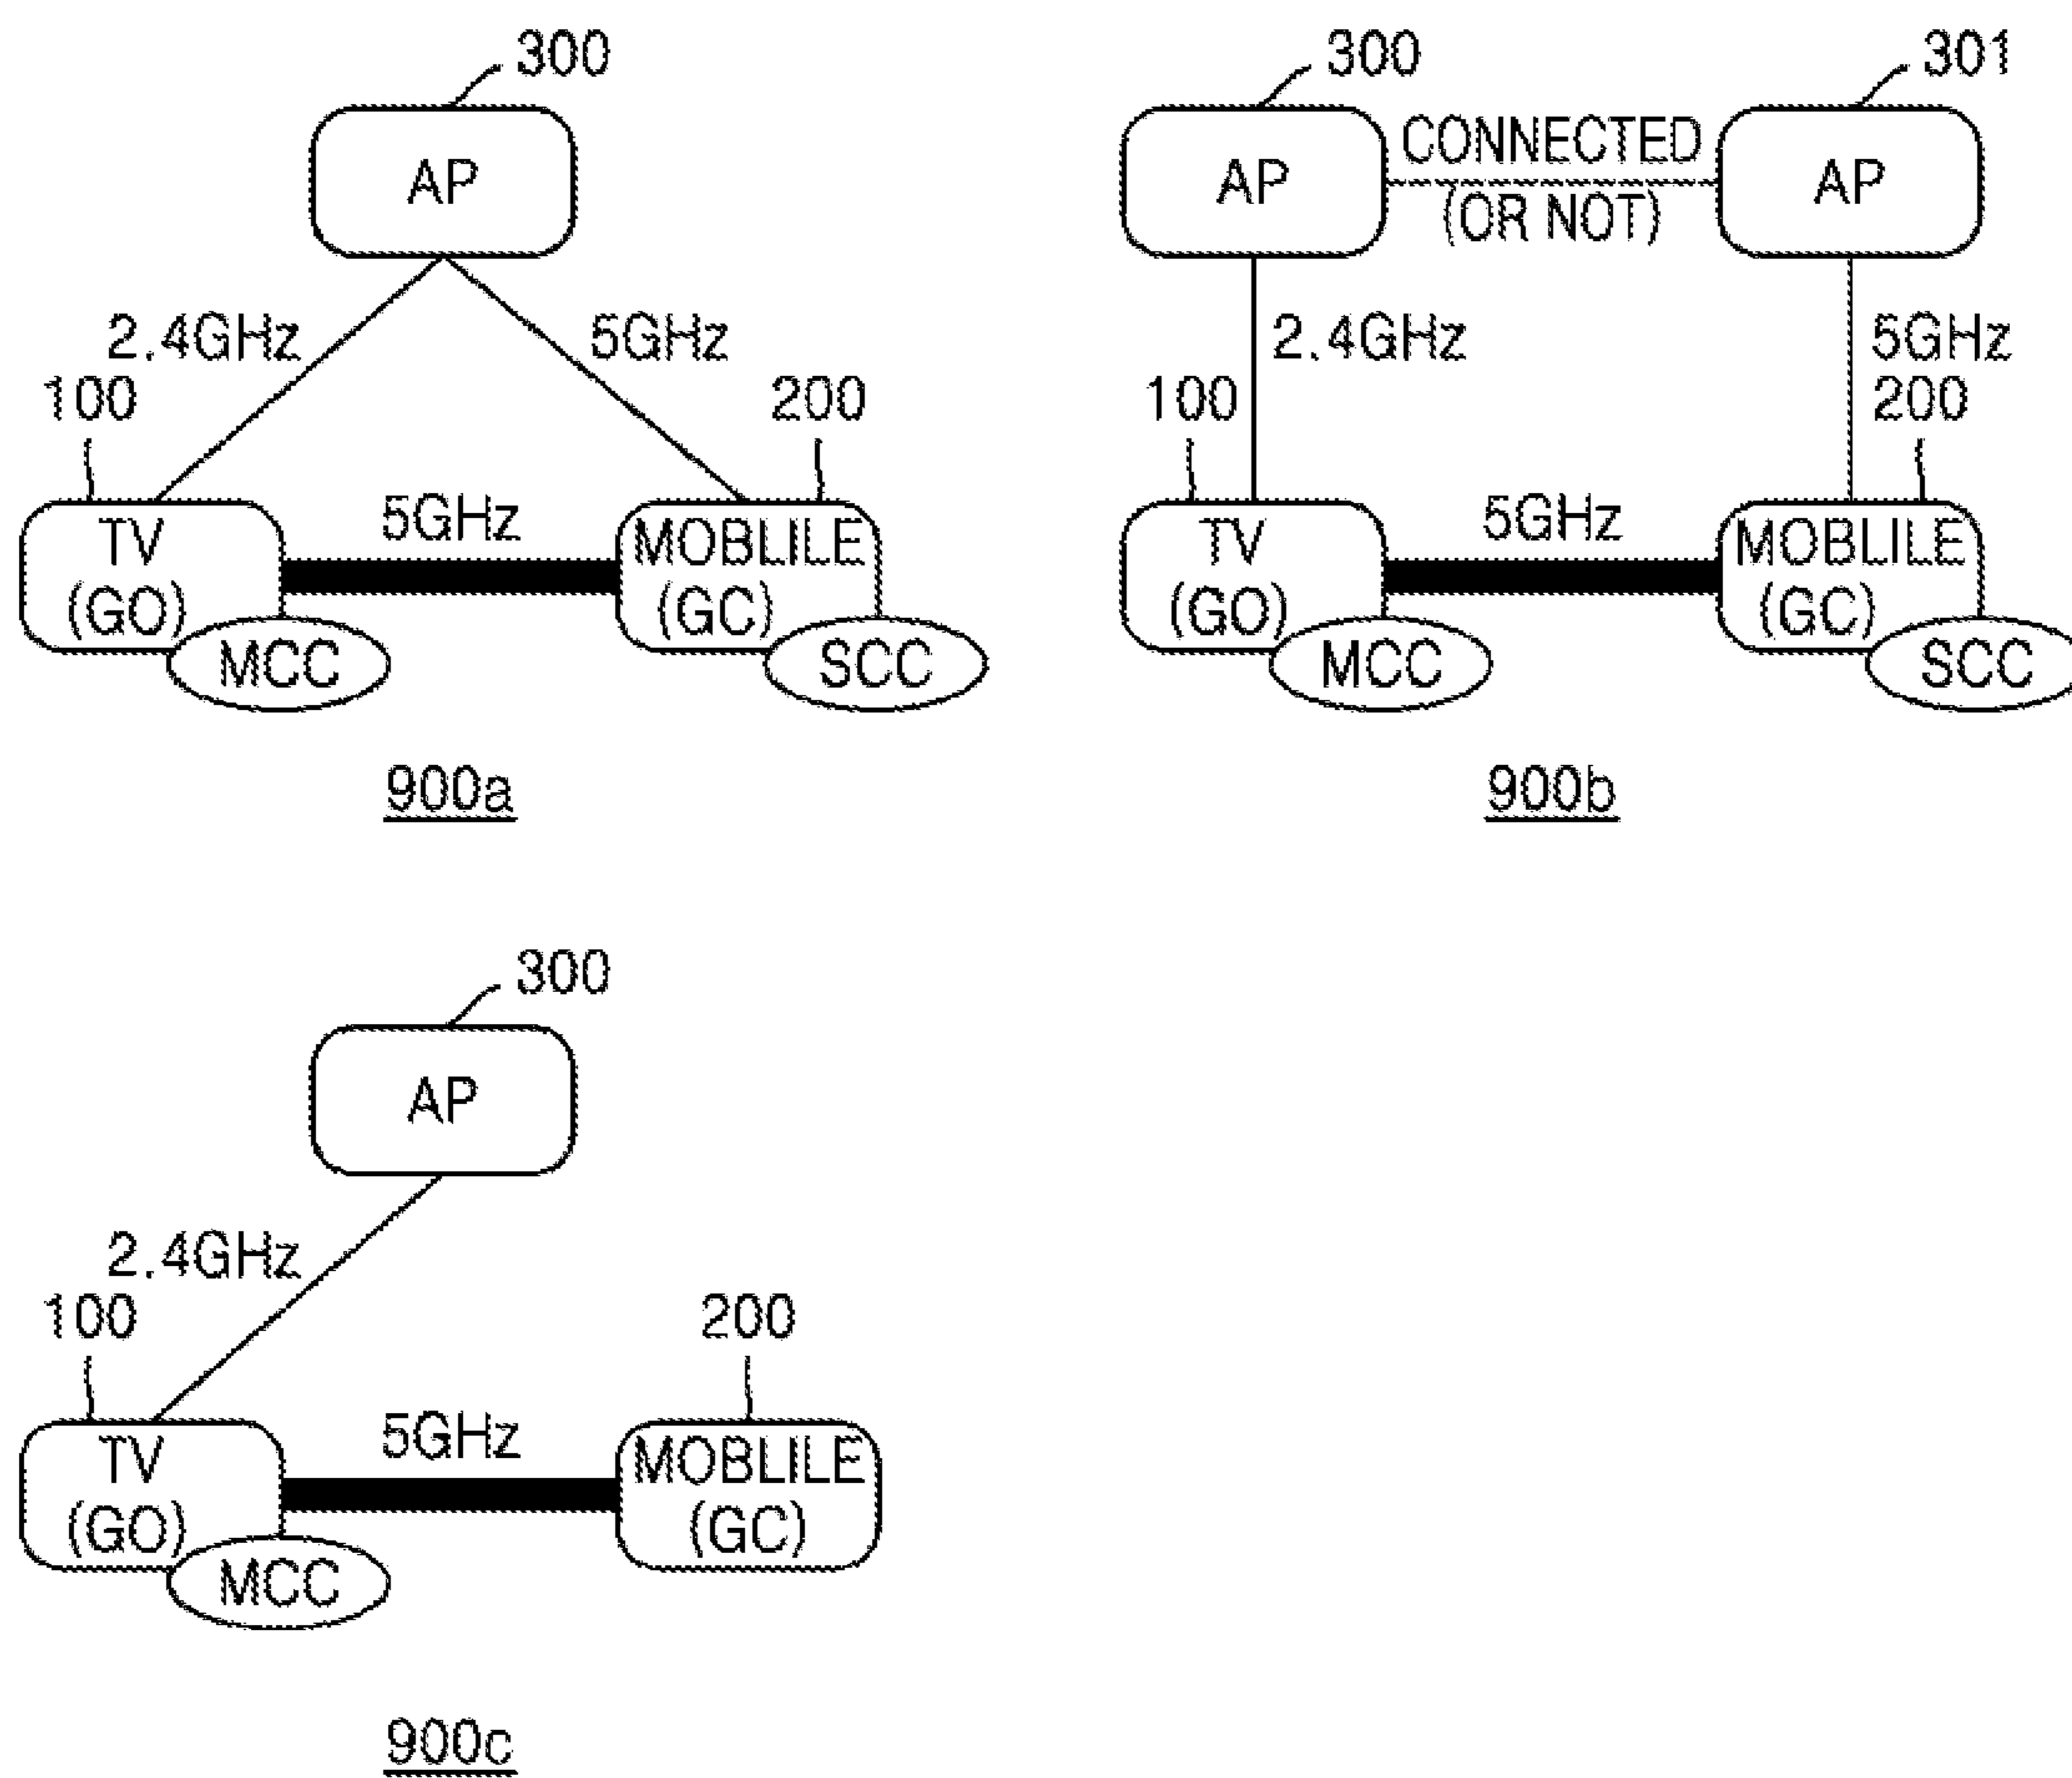 300
AP
2.4GHz
5GHz
100
200
TV
(GO)
MCC
5GHz
MOBLILE
(GC)
SCC
900a
300
301
AP
CONNECTED
(OR NOT)
AP
2.4GHz
5GHz
100
200
TV
(GO)
MCC
5GHz
MOBLILE
(GC)
SCC
900b
300
AP
2.4GHz
100
200
TV
(GO)
MCC
5GHz
MOBLILE
(GC)
900c